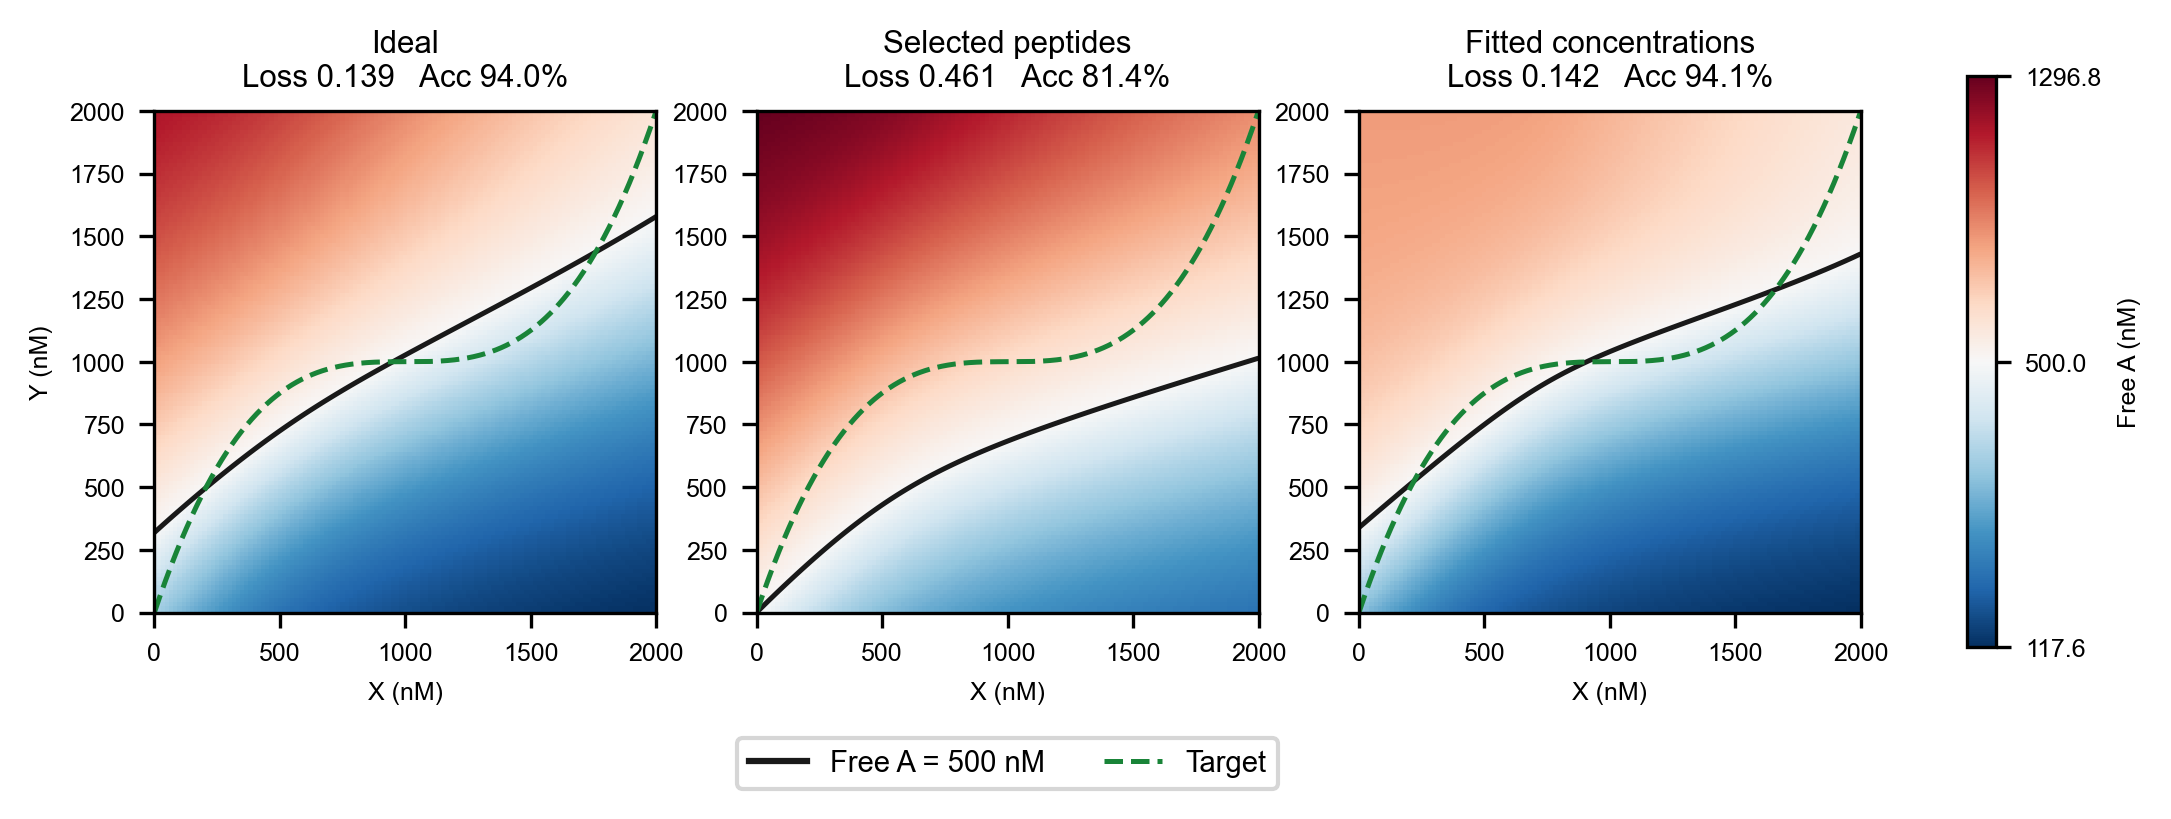 Ideal
Loss 0.139 Acc 94.0%
Selected peptides
Loss 0.461 Acc 81.4%
Fitted concentrations
Loss 0.142 Acc 94.1%
2000
1750
1500
1250
1000
750
500
250
0
Y (nM)
0 500 1000 1500 2000
X (nM)
2000
1750
1500
1250
1000
750
500
250
0
0 500 1000 1500 2000
X (nM)
2000
1750
1500
1250
1000
750
500
250
0
0 500 1000 1500 2000
X (nM)
1296.8
500.0
117.6
Free A (nM)
Free A = 500 nM
Target